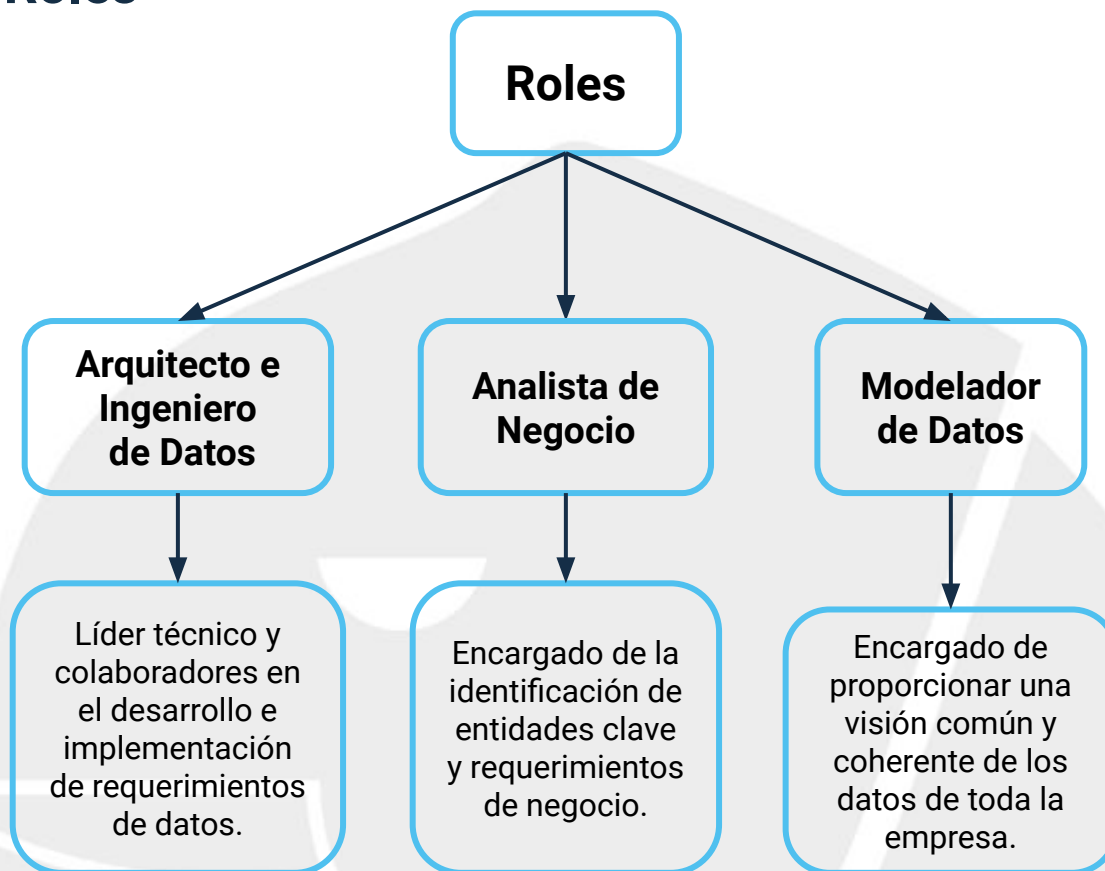 Roles
Roles
Arquitecto e
Ingeniero
de Datos
Analista de
Negocio
Modelador
de Datos
Líder técnico y
colaboradores en
el desarrollo e
implementación
de requerimientos
de datos.
Encargado de la
identificación de
entidades clave
y requerimientos
de negocio.
Encargado de
proporcionar una
visión común y
coherente de los
datos de toda la
empresa.